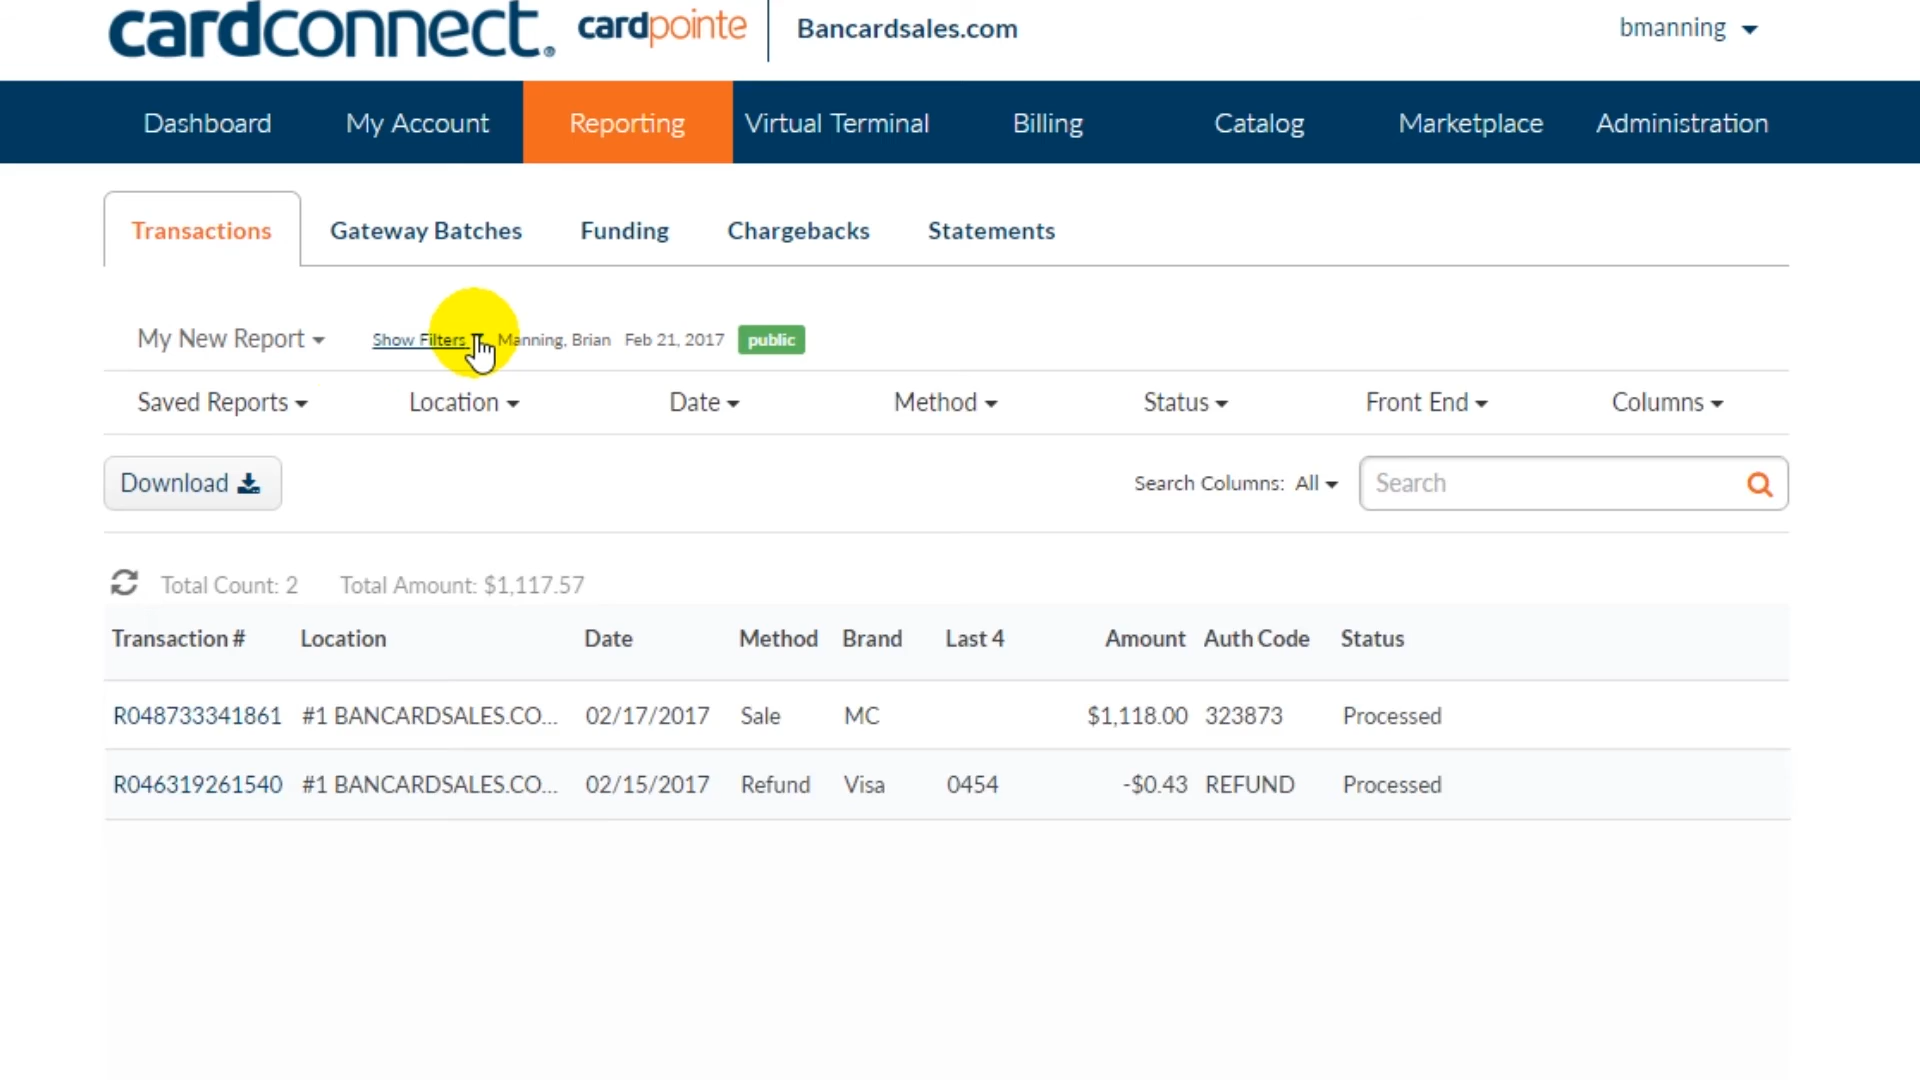 cardconnect. cardpointe Bancardsales.com bmanning
Dashboard My Account Reporting Virtual Terminal Billing Catalog Marketplace Administration
Transactions Gateway Batches Funding Chargebacks Statements
My New Report Show Filters Manning, Brian Feb 21, 2017 public
Saved Reports Location Date Method Status Front End Columns
Download Search Columns: All Search
Total Count: 2 Total Amount: $1,117.57
Transaction # Location Date Method Brand Last 4 Amount Auth Code Status
R048733341861 #1 BANCARDSALES.CO... 02/17/2017 Sale MC $1,118.00 323873 Processed
R046319261540 #1 BANCARDSALES.CO... 02/15/2017 Refund Visa 0454 -$0.43 REFUND Processed